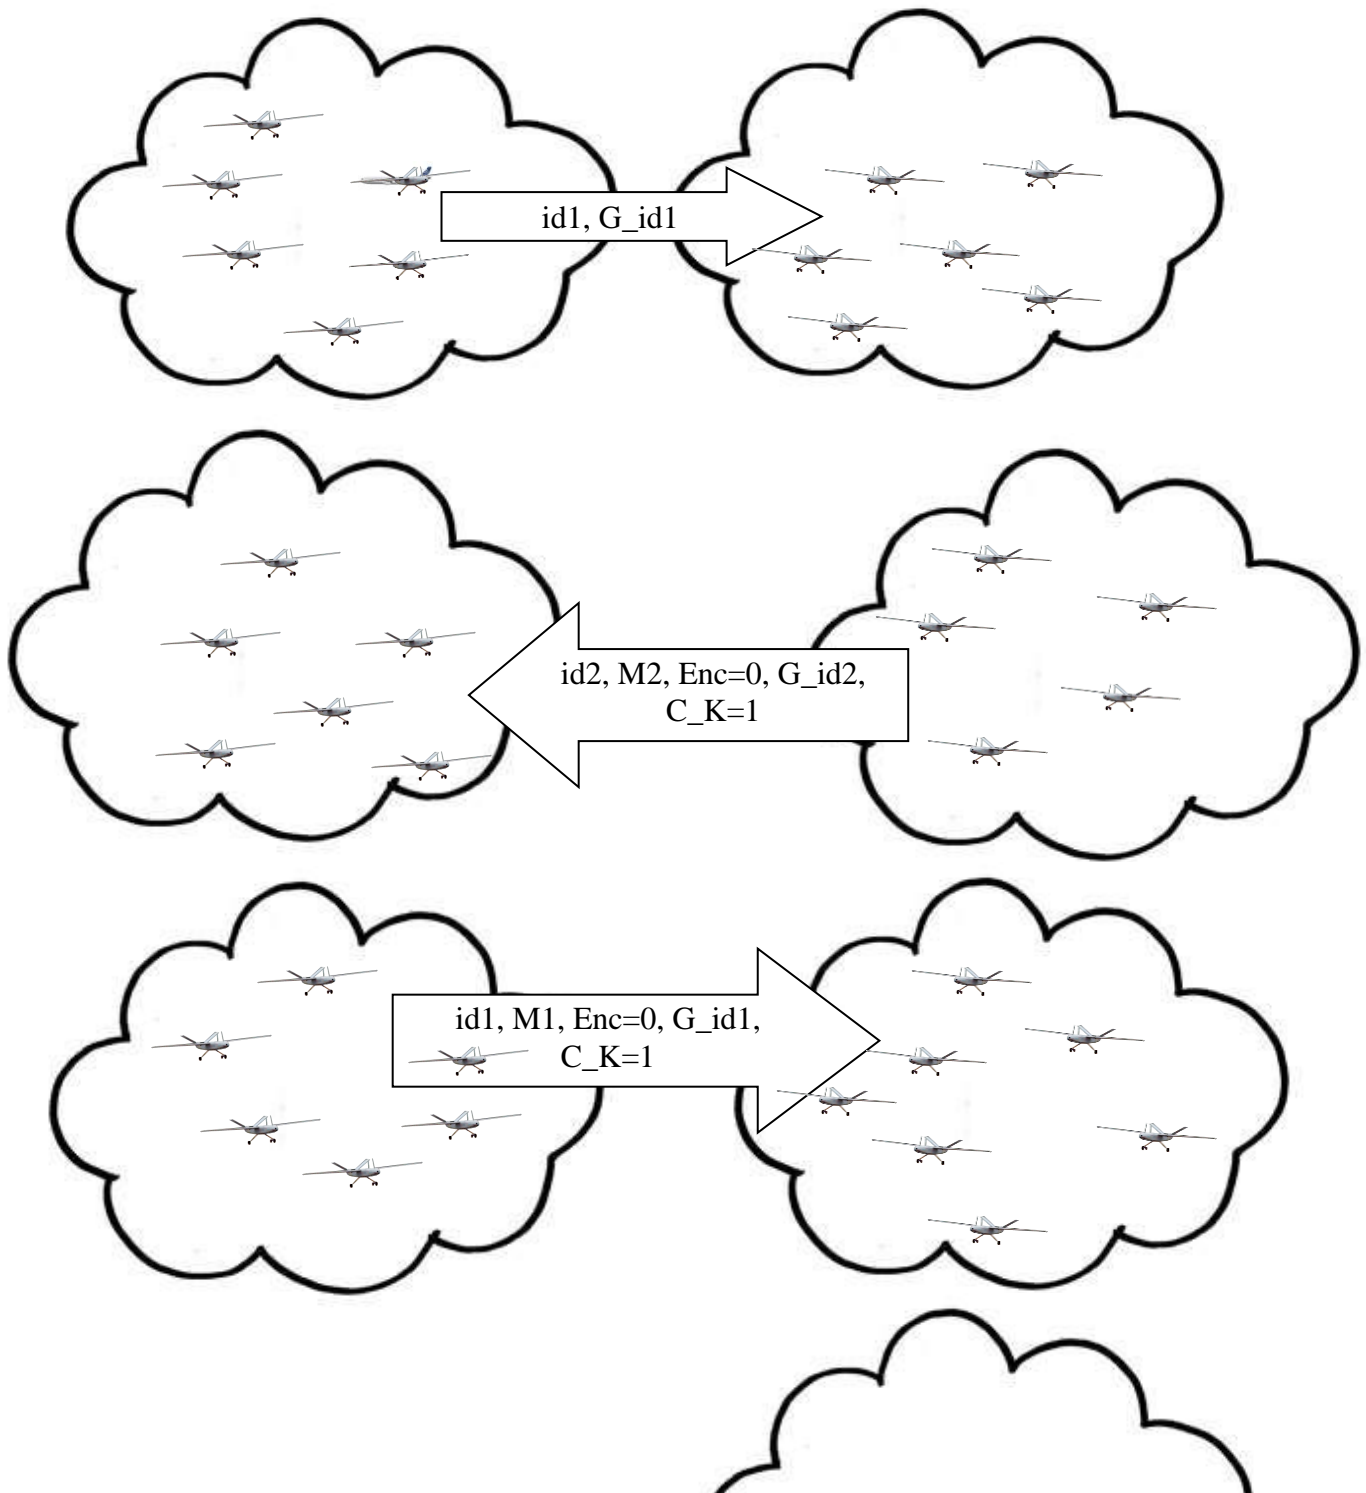 id1, G_id1
id2, M2, Enc=0, G_id2,
C_K=1
id1, M1, Enc=0, G_id1,
C_K=1